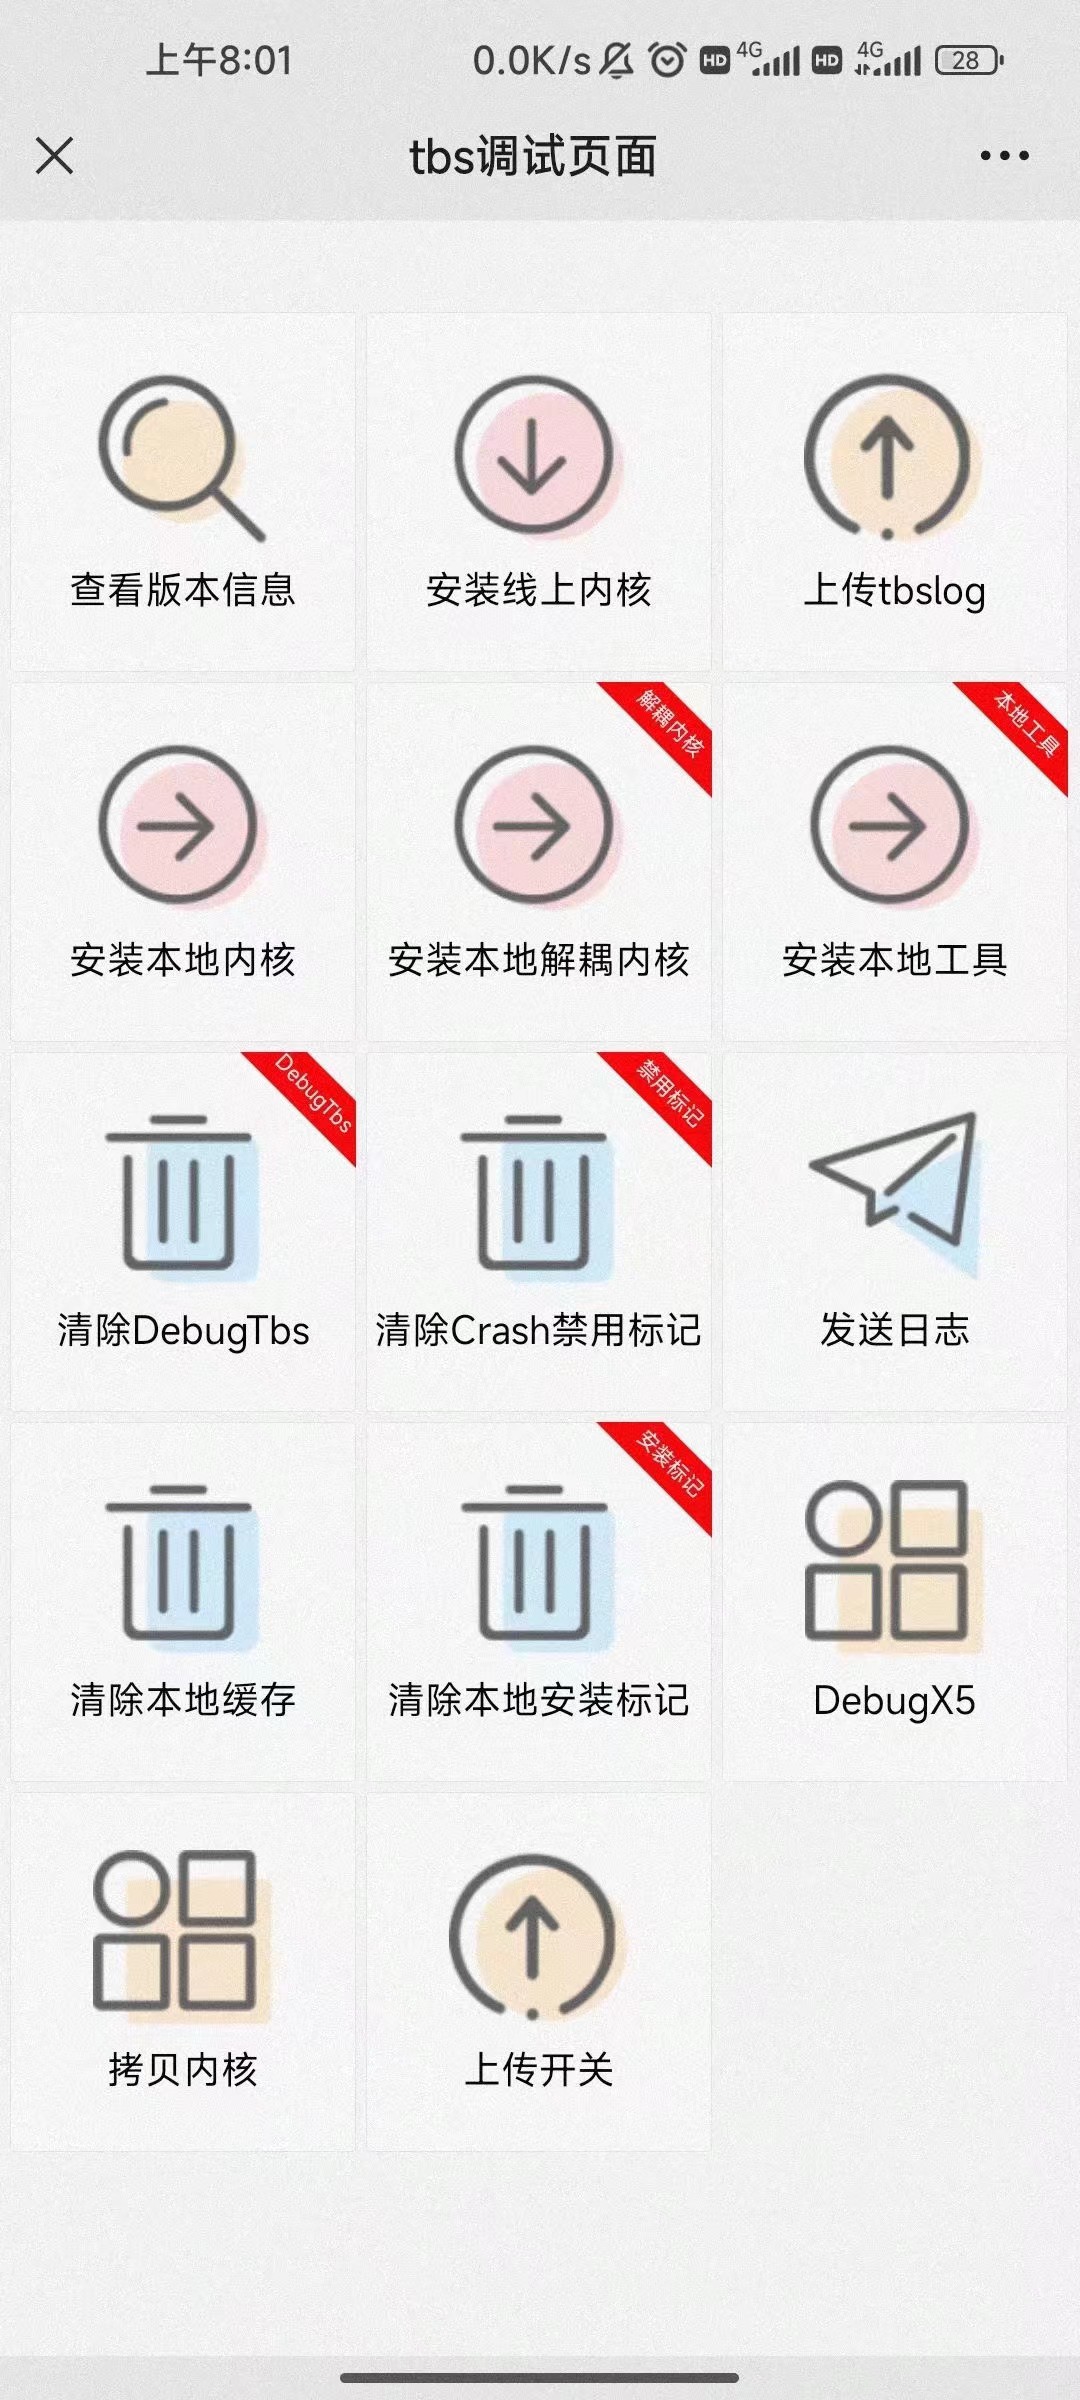 上午8:01
0.0K/s HD 4G HD 4G 28
tbs调试页面
查看版本信息
安装线上内核
上传tbslog
安装本地内核
解耦内核
安装本地解耦内核
本地工具
安装本地工具
DebugTbs
清除DebugTbs
禁用标记
清除Crash禁用标记
发送日志
清除本地缓存
安装标记
清除本地安装标记
DebugX5
拷贝内核
上传开关